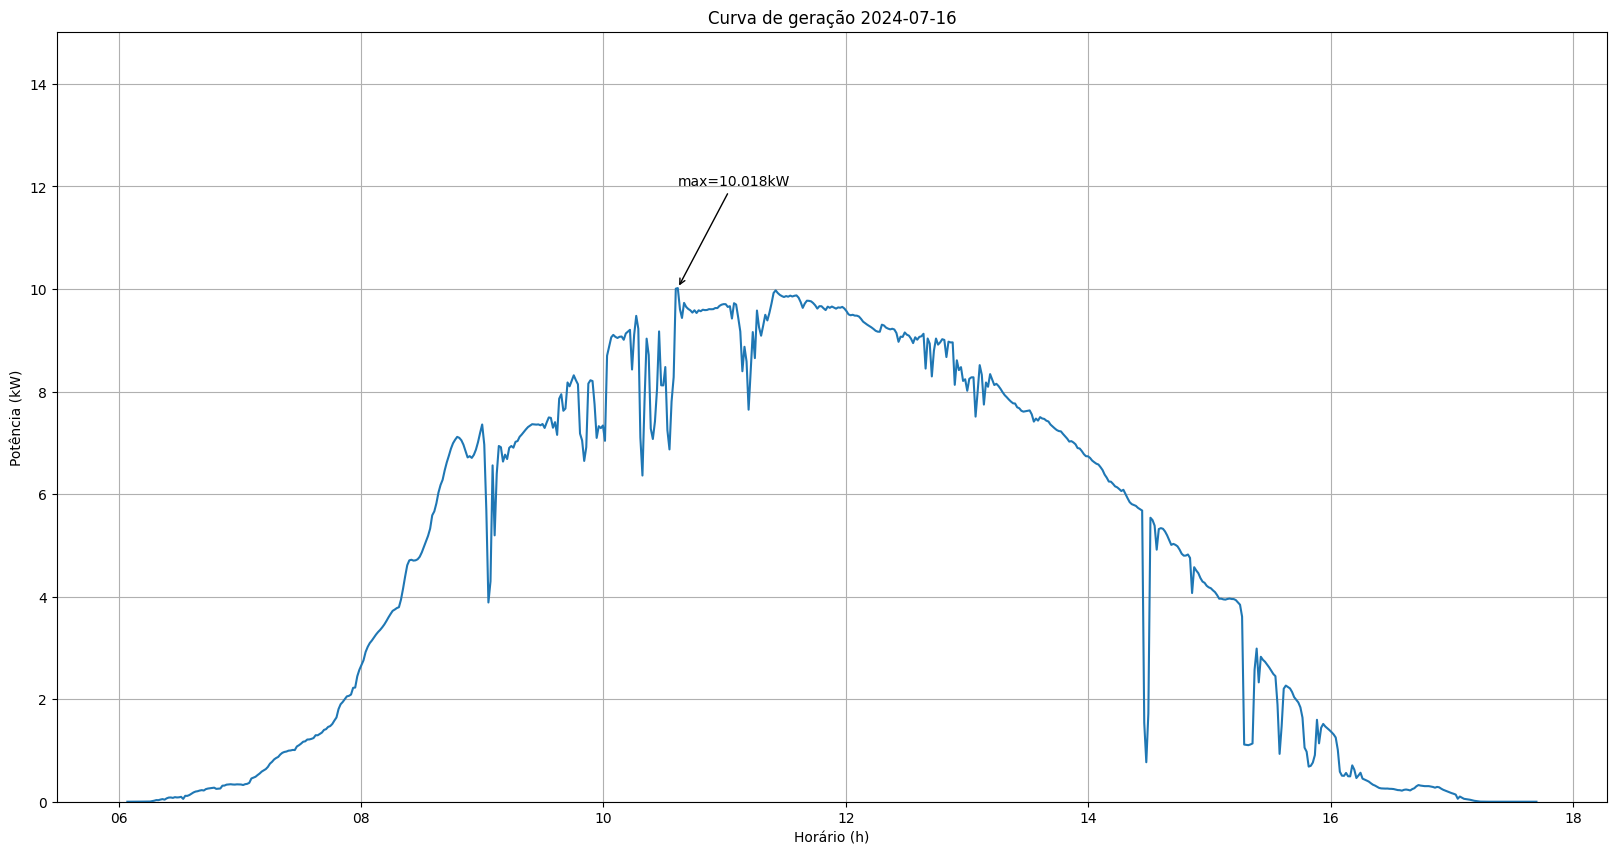 Curva de geração 2024-07-16
14
12
10
8
6
4
2
0
Potência (kW)
max=10.018kW
06 08 10 12 14 16 18
Horário (h)